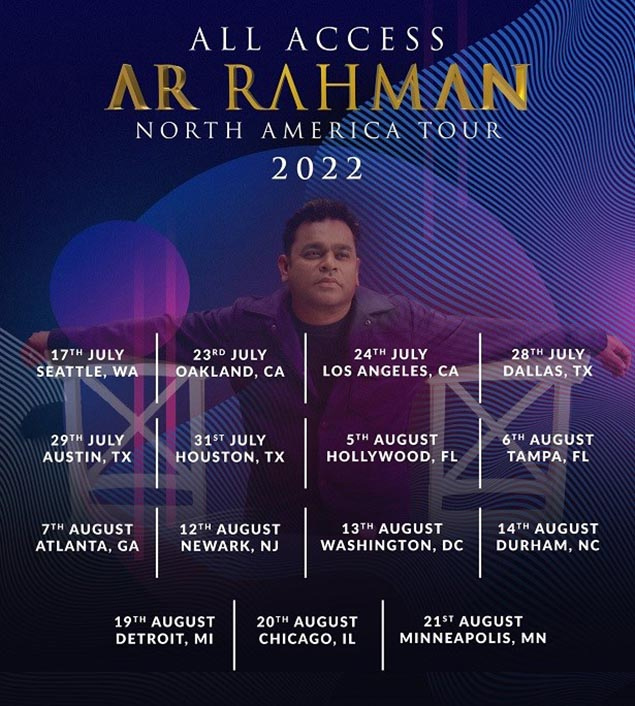 ALL ACCESS
AR RAHMAN
NORTH AMERICA TOUR
2022
17TH JULY
SEATTLE, WA
23RD JULY
OAKLAND, CA
24TH JULY
LOS ANGELES, CA
28TH JULY
DALLAS, TX
29TH JULY
AUSTIN, TX
31ST JULY
HOUSTON, TX
5TH AUGUST
HOLLYWOOD, FL
6TH AUGUST
TAMPA, FL
7TH AUGUST
ATLANTA, GA
12TH AUGUST
NEWARK, NJ
13TH AUGUST
WASHINGTON, DC
14TH AUGUST
DURHAM, NC
19TH AUGUST
DETROIT, MI
20TH AUGUST
CHICAGO, IL
21ST AUGUST
MINNEAPOLIS, MN